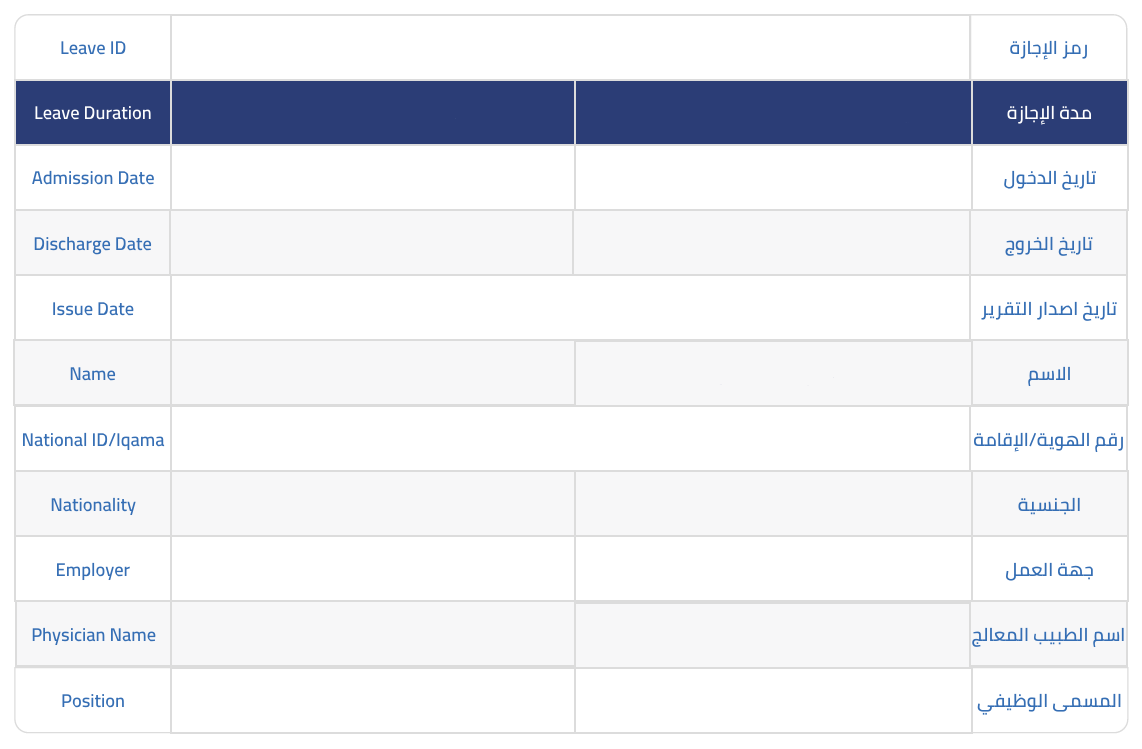 Leave ID رمز الإجازة
Leave Duration مدة الإجازة
Admission Date تاريخ الدخول
Discharge Date تاريخ الخروج
Issue Date تاريخ اصدار التقرير
Name الاسم
National ID/Iqama رقم الهوية/الإقامة
Nationality الجنسية
Employer جهة العمل
Physician Name اسم الطبيب المعالج
Position المسمى الوظيفي